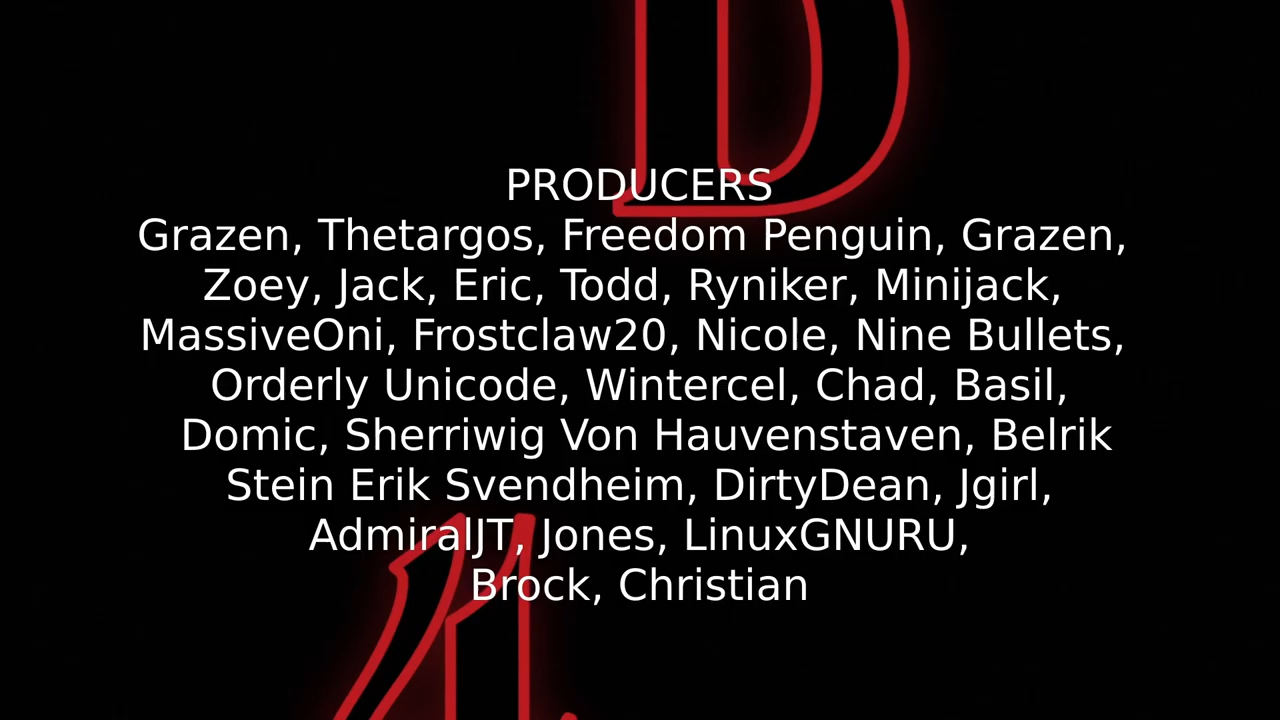 PRODUCERS
Grazen, Thetargos, Freedom Penguin, Grazen,
Zoey, Jack, Eric, Todd, Ryniker, Minijack,
MassiveOni, Frostclaw20, Nicole, Nine Bullets,
Orderly Unicode, Wintercel, Chad, Basil,
Domic, Sherriwig Von Hauvenstaven, Belrik
Stein Erik Svendheim, DirtyDean, Jgirl,
AdmiralJT, Jones, LinuxGNURU,
Brock, Christian